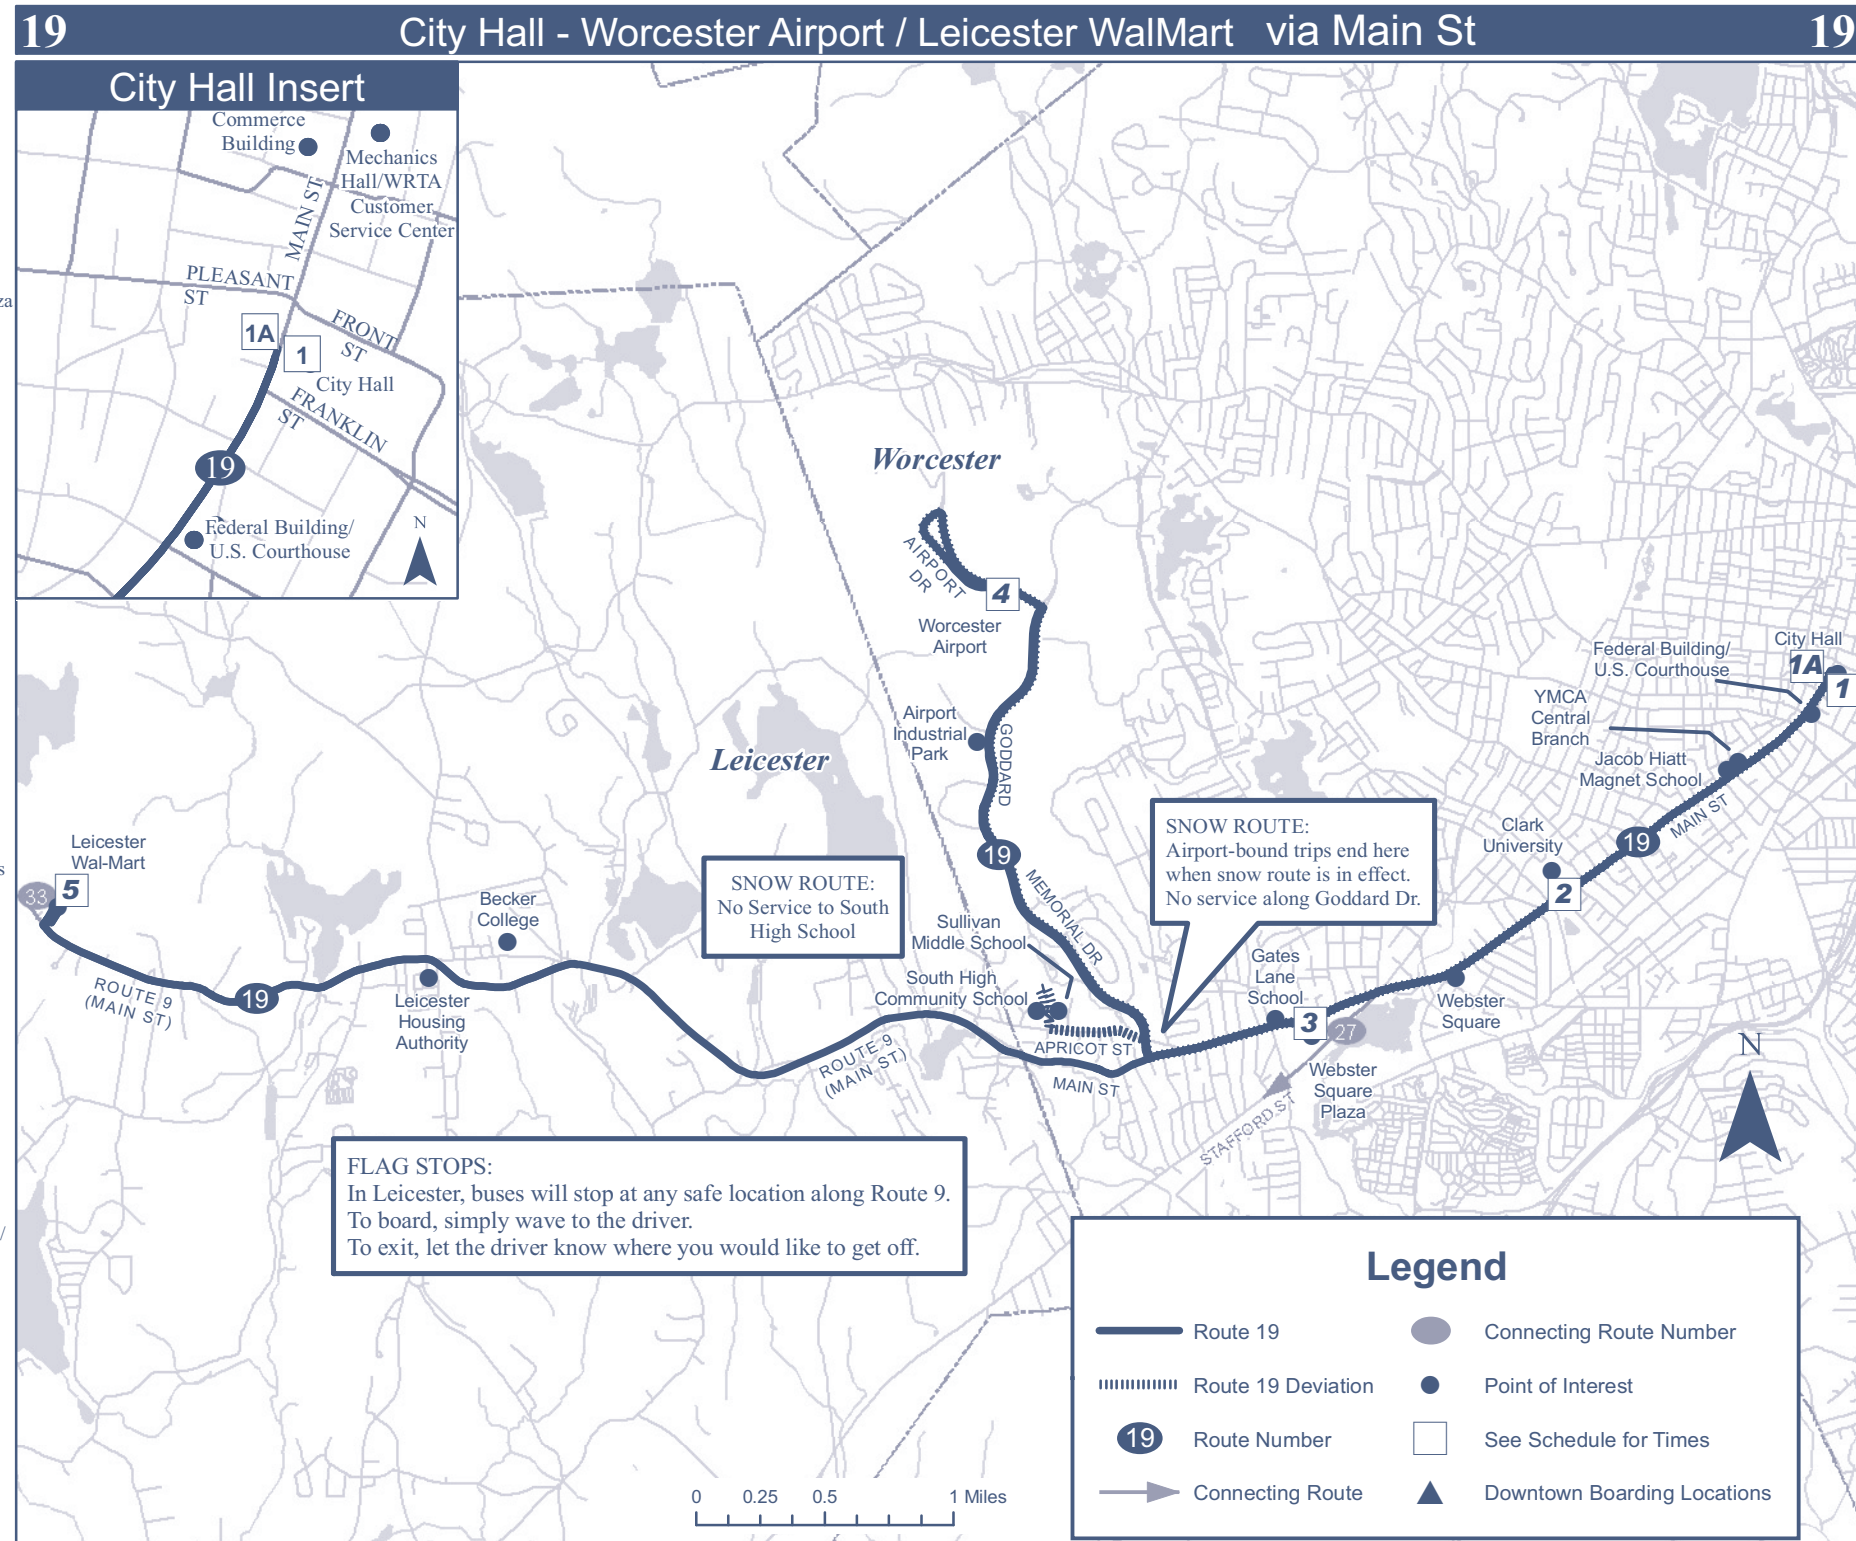 19
City Hall - Worcester Airport / Leicester WalMart via Main St
19
City Hall Insert
Commerce
Building
Mechanics
Hall/WRTA
Customer
Service Center
MAIN ST
PLEASANT
ST
FRONT
ST
1A
1
City Hall
FRANKLIN
ST
19
Federal Building/
U.S. Courthouse
N
za
s
/
Worcester
AIRPORT
DR
4
Worcester
Airport
Airport
Industrial
Park
GODDARD
19
MEMORIAL DR
Leicester
Leicester
Wal-Mart
33
5
ROUTE 9
(MAIN ST)
19
Becker
College
Leicester
Housing
Authority
SNOW ROUTE:
No Service to South
High School
Sullivan
Middle School
South High
Community School
APRICOT ST
MAIN ST
ROUTE 9
(MAIN ST)
SNOW ROUTE:
Airport-bound trips end here
when snow route is in effect.
No service along Goddard Dr.
Gates
Lane
School
3
27
Webster
Square
Plaza
STAFFORD ST
Webster
Square
Clark
University
2
19
MAIN ST
Jacob Hiatt
Magnet School
YMCA
Central
Branch
Federal Building/
U.S. Courthouse
City Hall
1A
1
N
FLAG STOPS:
In Leicester, buses will stop at any safe location along Route 9.
To board, simply wave to the driver.
To exit, let the driver know where you would like to get off.
0 0.25 0.5 1 Miles
Legend
Route 19
Connecting Route Number
Route 19 Deviation
Point of Interest
19
Route Number
See Schedule for Times
Connecting Route
Downtown Boarding Locations